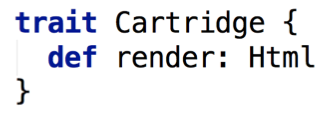 trait Cartridge {
  def render: Html
}